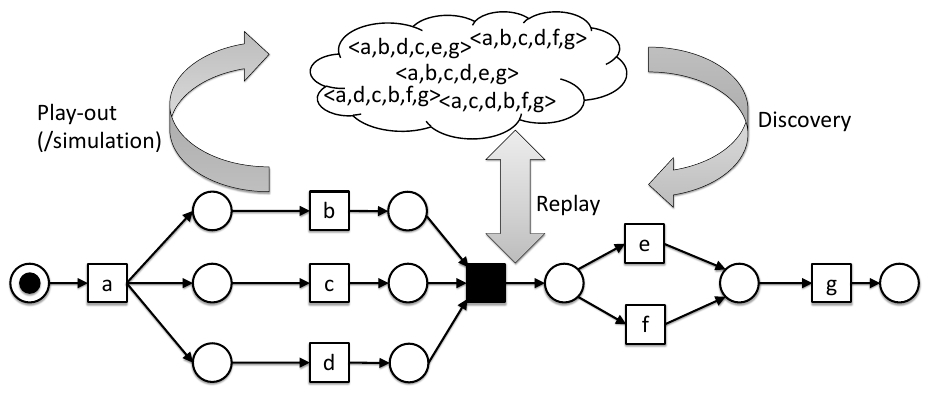 <a,b,d,c,e,g>
<a,b,c,d,f,g>
<a,b,c,d,e,g>
<a,d,c,b,f,g>
<a,c,d,b,f,g>
Play-out
(/simulation)
Discovery
Replay
b
e
a
c
g
f
d